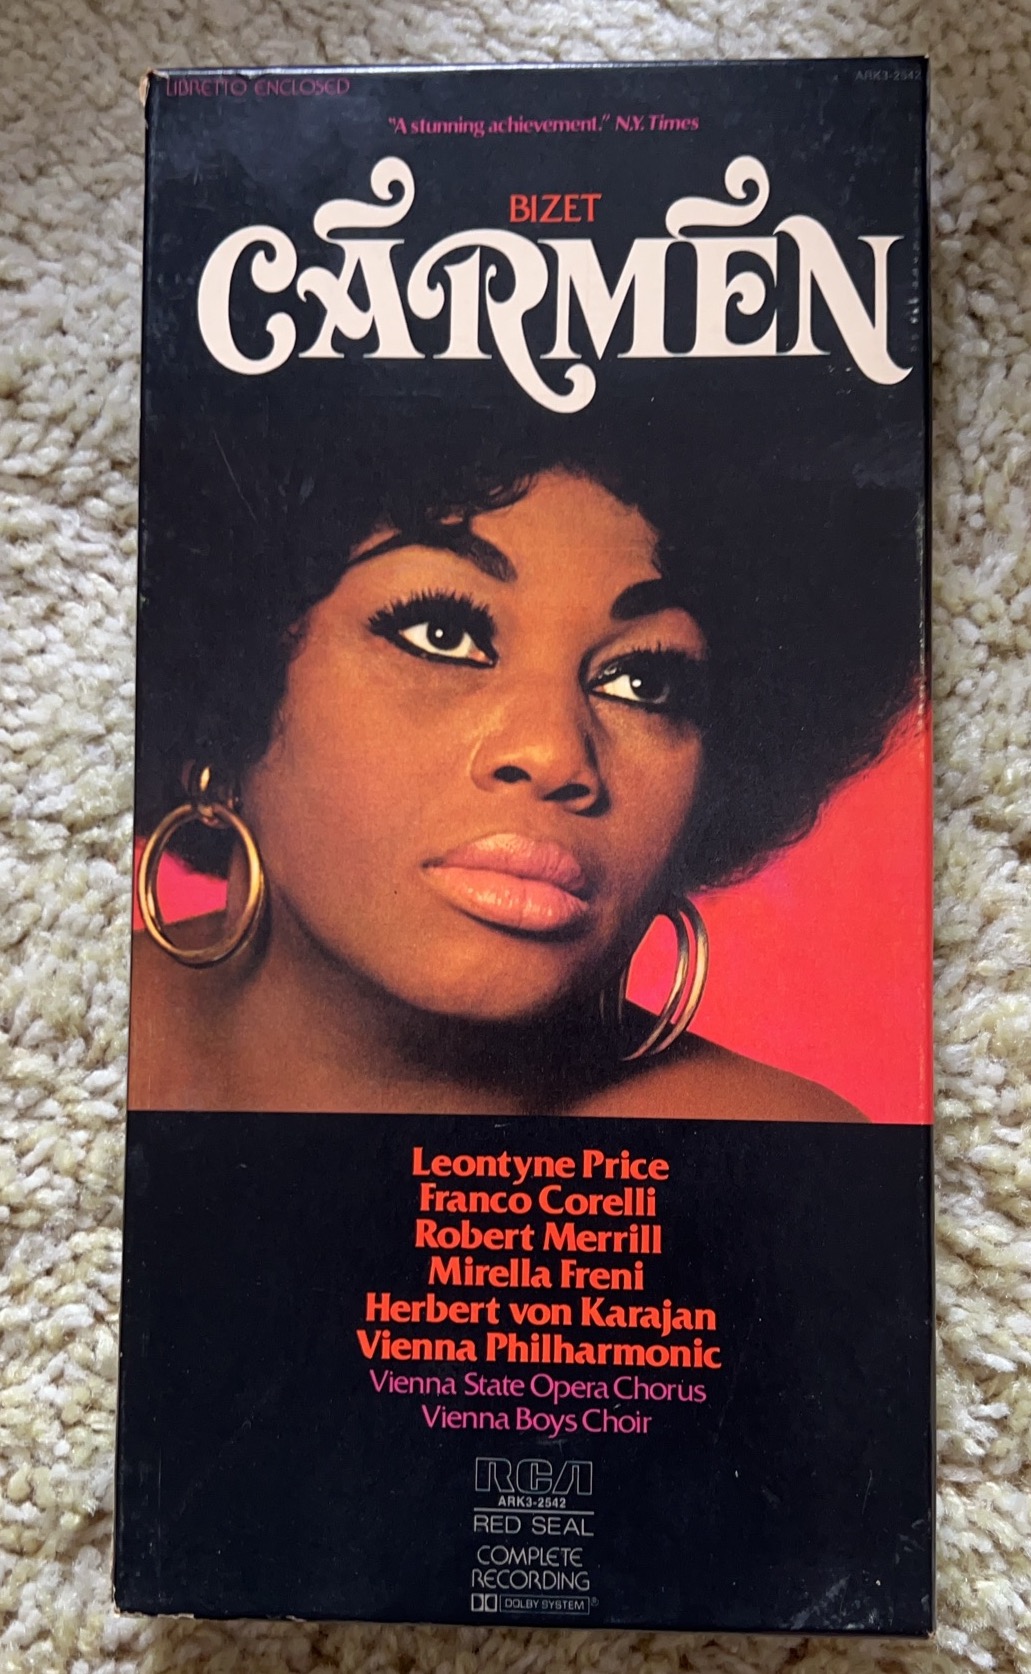 LIBRETTO ENCLOSED
ARK3-2542
"A stunning achievement." N.Y. Times
BIZET
CARMEN
Leontyne Price
Franco Corelli
Robert Merrill
Mirella Freni
Herbert von Karajan
Vienna Philharmonic
Vienna State Opera Chorus
Vienna Boys Choir
RCA
ARK3-2542
RED SEAL
COMPLETE
RECORDING
DOLBY SYSTEM®